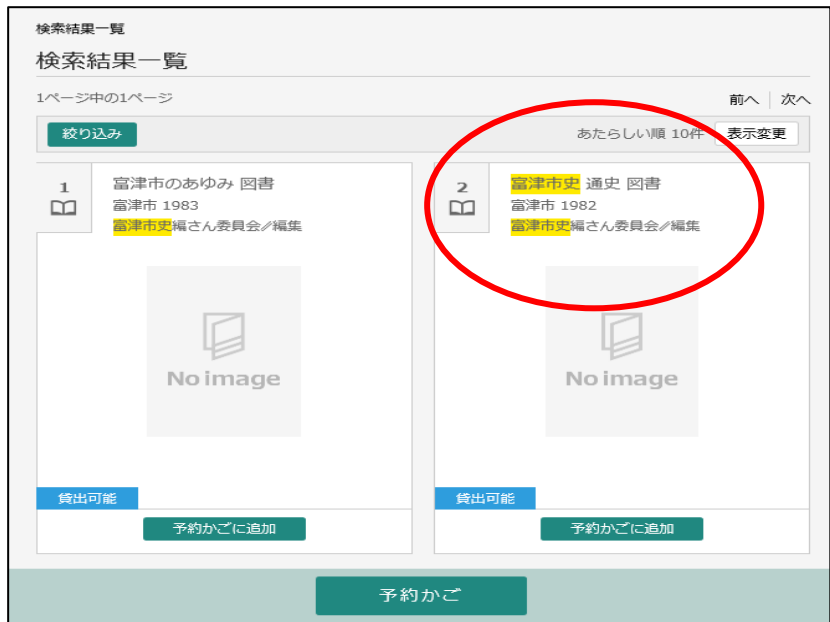 検索結果一覧
検索結果一覧
1ページ中の1ページ
前へ 次へ
絞り込み
あたらしい順 10件 表示変更
1
富津市のあゆみ 図書
富津市 1983
富津市史編さん委員会∥編集
No image
貸出可能
予約かごに追加
2
富津市史 通史 図書
富津市 1982
富津市史編さん委員会∥編集
No image
貸出可能
予約かごに追加
予約かご